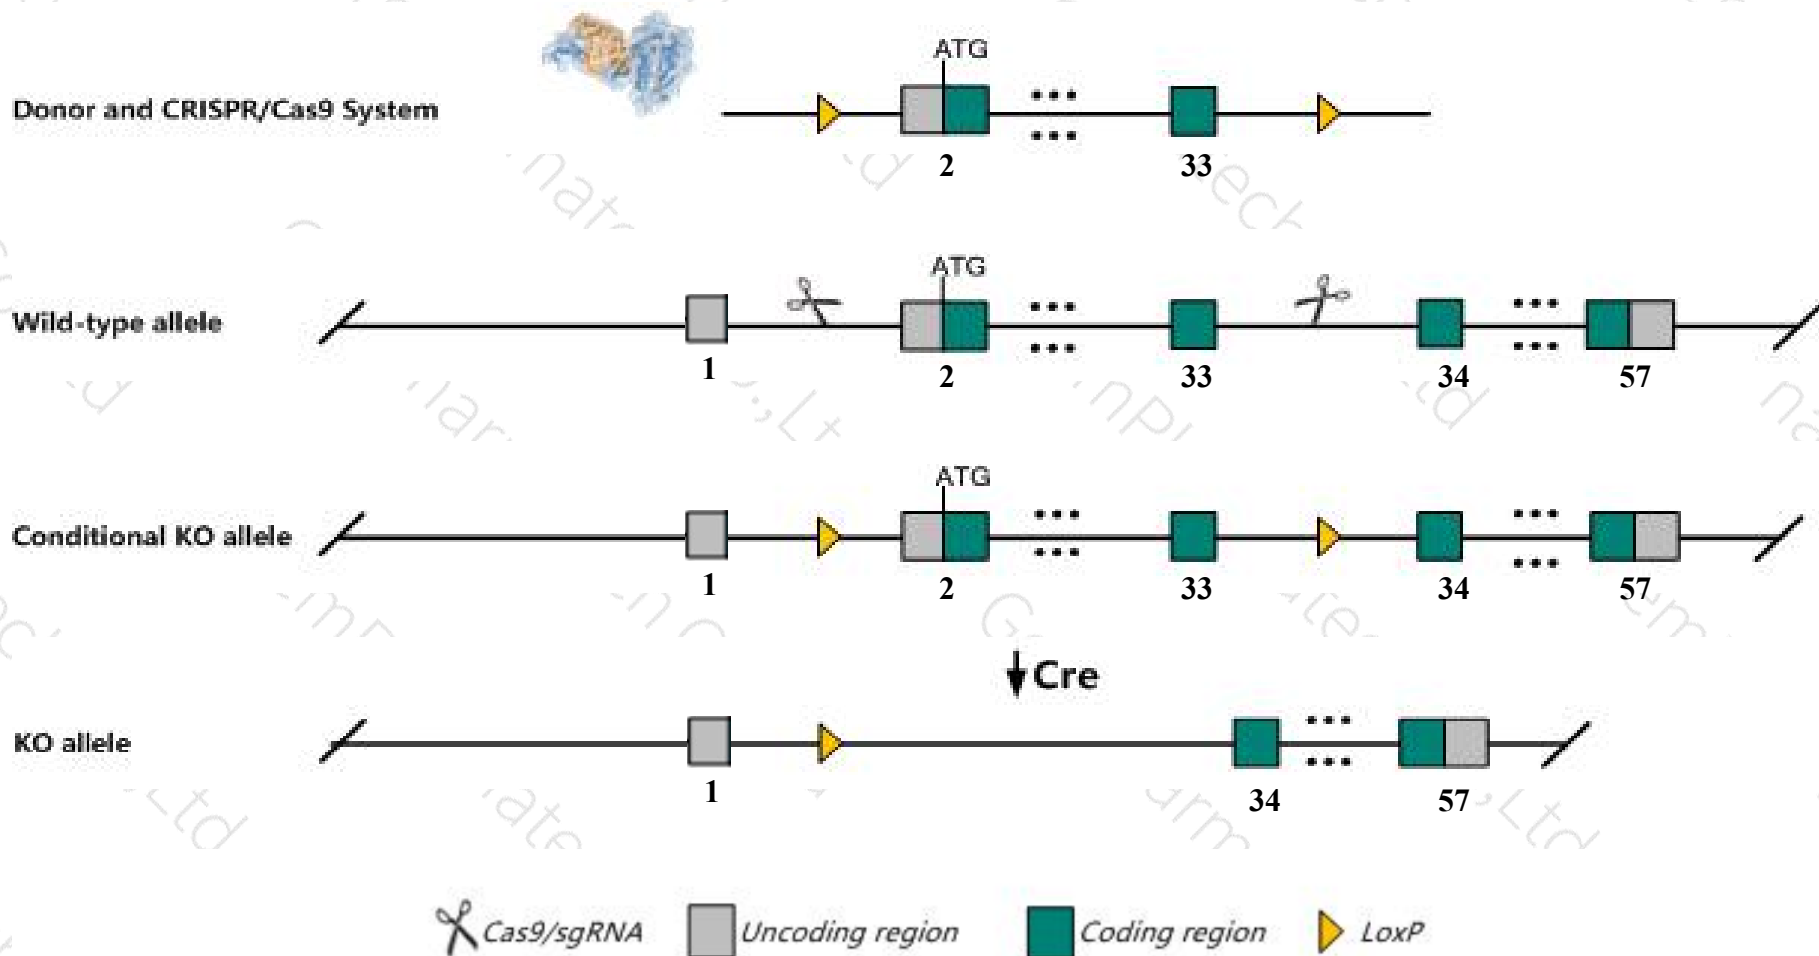 ATG
Donor and CRISPR/Cas9 System
2 33
ATG
Wild-type allele
1 2 33 34 57
ATG
Conditional KO allele
1 2 33 34 57
Cre
KO allele
1 34 57
Cas9/sgRNA Uncoding region Coding region LoxP